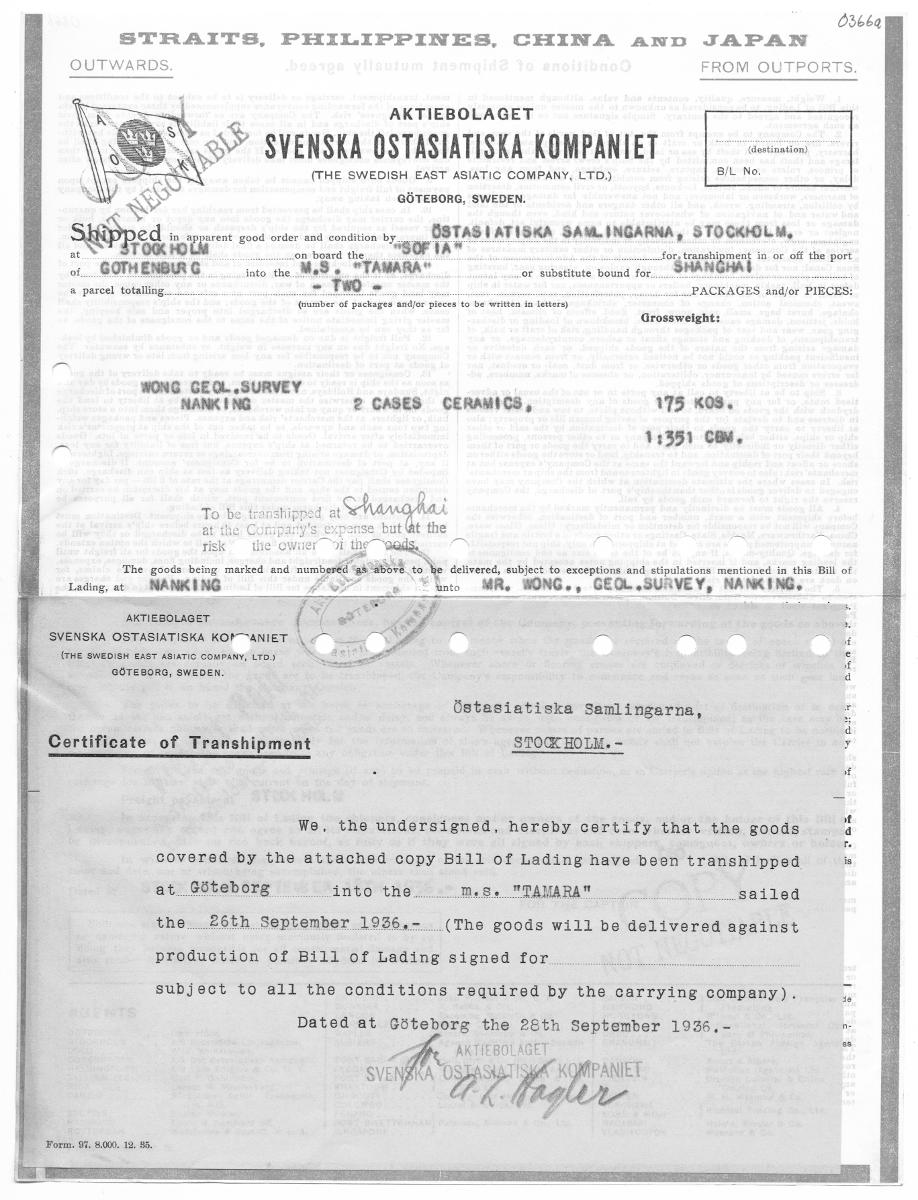 0366a
STRAITS, PHILIPPINES, CHINA AND JAPAN
OUTWARDS.
FROM OUTPORTS.
A S O K
COPY
NOT NEGOTIABLE
AKTIEBOLAGET
SVENSKA OSTASIATISKA KOMPANIET
(THE SWEDISH EAST ASIATIC COMPANY, LTD.)
GÖTEBORG, SWEDEN.
(destination)
B/L No.
Shipped in apparent good order and condition by ÖSTASIATISKA SAMLINGARNA, STOCKHOLM.
at STOCKHOLM on board the "SOFIA" for transhipment in or off the port
of GOTHENBURG into the M.S. "TAMARA" or substitute bound for SHANGHAI
a parcel totalling - TWO - PACKAGES and/or PIECES:
(number of packages and/or pieces to be written in letters)
Grossweight:
WONG GEOL.SURVEY
NANKING 2 CASES CERAMICS, 175 KOS.
1:351 CBM.
To be transhipped at Shanghai
at the Company's expense but at the
risk the owner of the goods.
The goods being marked and numbered as above to be delivered, subject to exceptions and stipulations mentioned in this Bill of
Lading, at NANKING unto MR. WONG., GEOL.SURVEY, NANKING.
GÖTEBORG
AKTIEBOLAGET
SVENSKA OSTASIATISKA KOMPANIET
(THE SWEDISH EAST ASIATIC COMPANY, LTD.)
GÖTEBORG, SWEDEN.
Östasiatiska Samlingarna,
STOCKHOLM.-
Certificate of Transhipment
We, the undersigned, hereby certify that the goods
covered by the attached copy Bill of Lading have been transhipped
at Göteborg into the m.s. "TAMARA" sailed
the 26th September 1936.- (The goods will be delivered against
production of Bill of Lading signed for
subject to all the conditions required by the carrying company).
Dated at Göteborg the 28th September 1936.-
for AKTIEBOLAGET
SVENSKA OSTASIATISKA KOMPANIET
A. L. Hagler
Form. 97. 8.000. 12. 35.